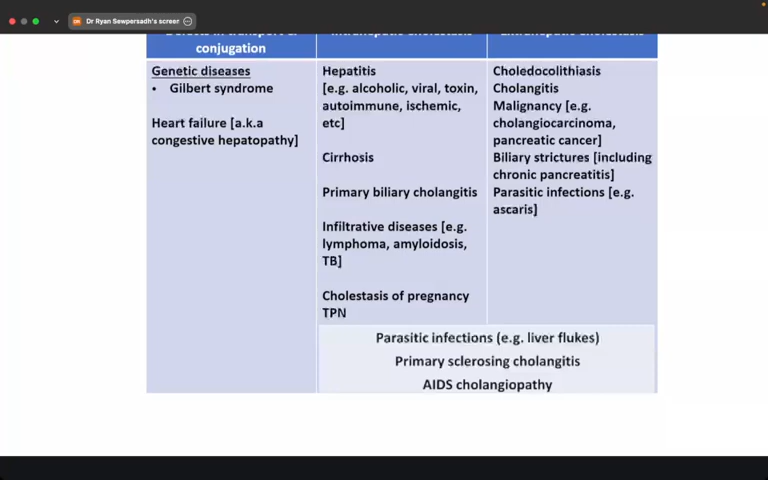 Dr Ryan Sewpersadh's screer
conjugation
Genetic diseases
• Gilbert syndrome
Heart failure [a.k.a
congestive hepatopathy]
Hepatitis
[e.g. alcoholic, viral, toxin,
autoimmune, ischemic,
etc]
Cirrhosis
Primary biliary cholangitis
Infiltrative diseases [e.g.
lymphoma, amyloidosis,
TB]
Cholestasis of pregnancy
TPN
Choledocolithiasis
Cholangitis
Malignancy [e.g.
cholangiocarcinoma,
pancreatic cancer]
Biliary strictures [including
chronic pancreatitis]
Parasitic infections [e.g.
ascaris]
Parasitic infections (e.g. liver flukes)
Primary sclerosing cholangitis
AIDS cholangiopathy